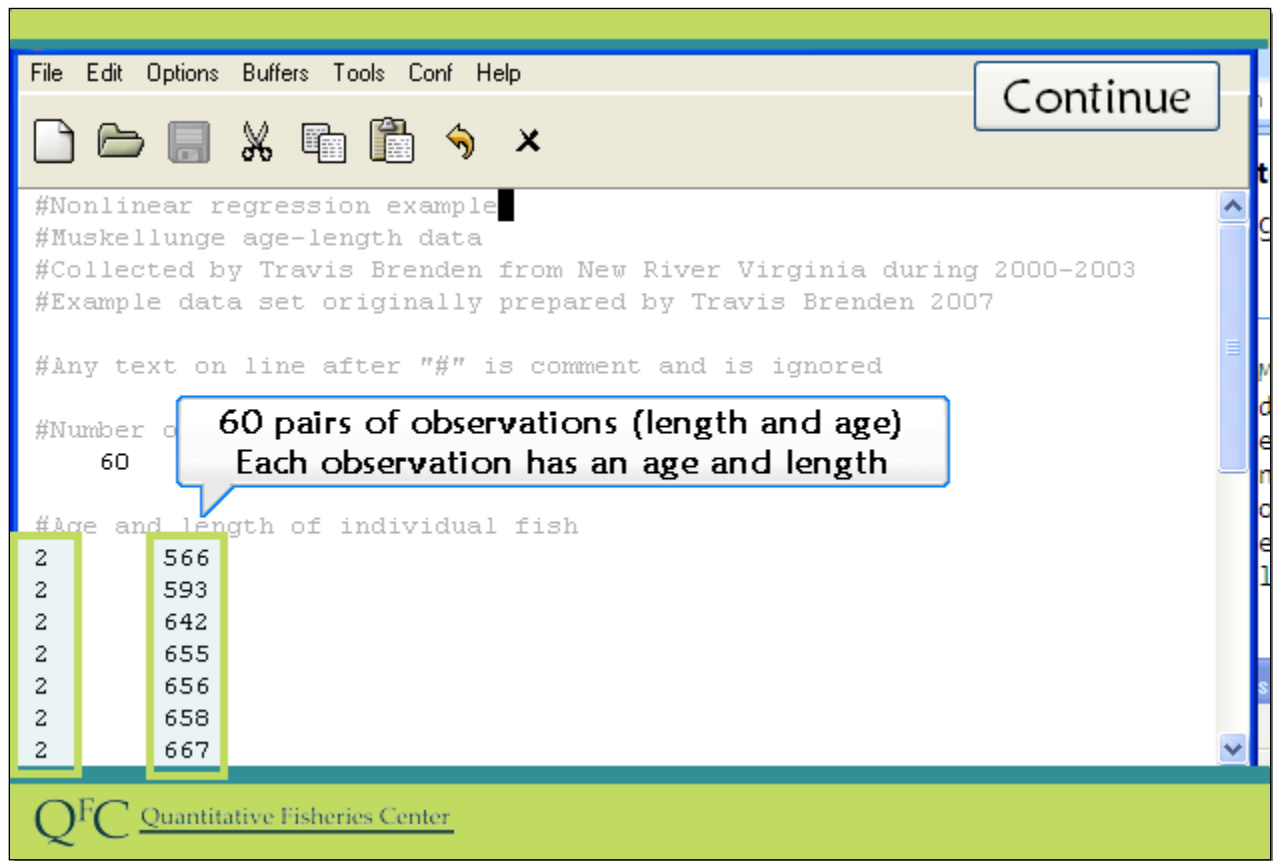 File Edit Options Buffers Tools Conf Help
Continue
#Nonlinear regression example
#Muskellunge age-length data
#Collected by Travis Brenden from New River Virginia during 2000-2003
#Example data set originally prepared by Travis Brenden 2007
#Any text on line after "#" is comment and is ignored
#Number
60
60 pairs of observations (length and age)
Each observation has an age and length
#Age and length of individual fish
2 566
2 593
2 642
2 655
2 656
2 658
2 667
QFC Quantitative Fisheries Center